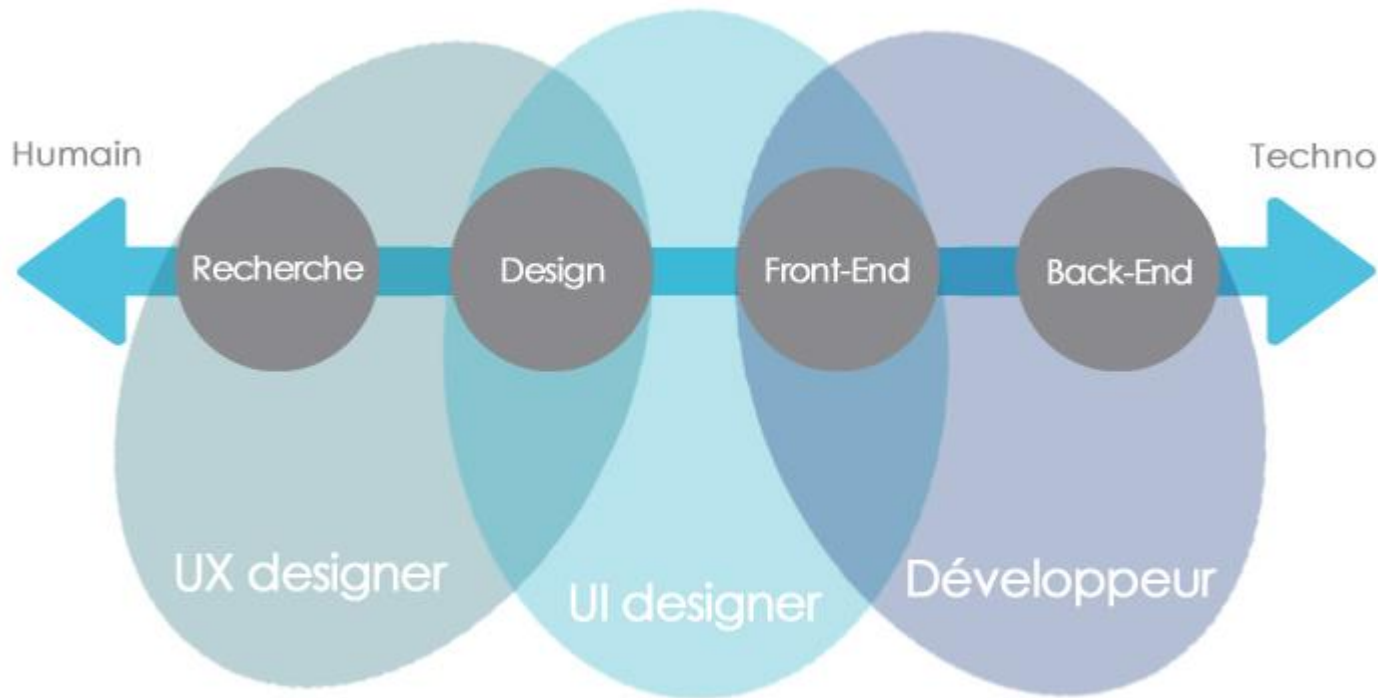 Humain
Techno
Recherche
Design
Front-End
Back-End
UX designer
UI designer
Développeur